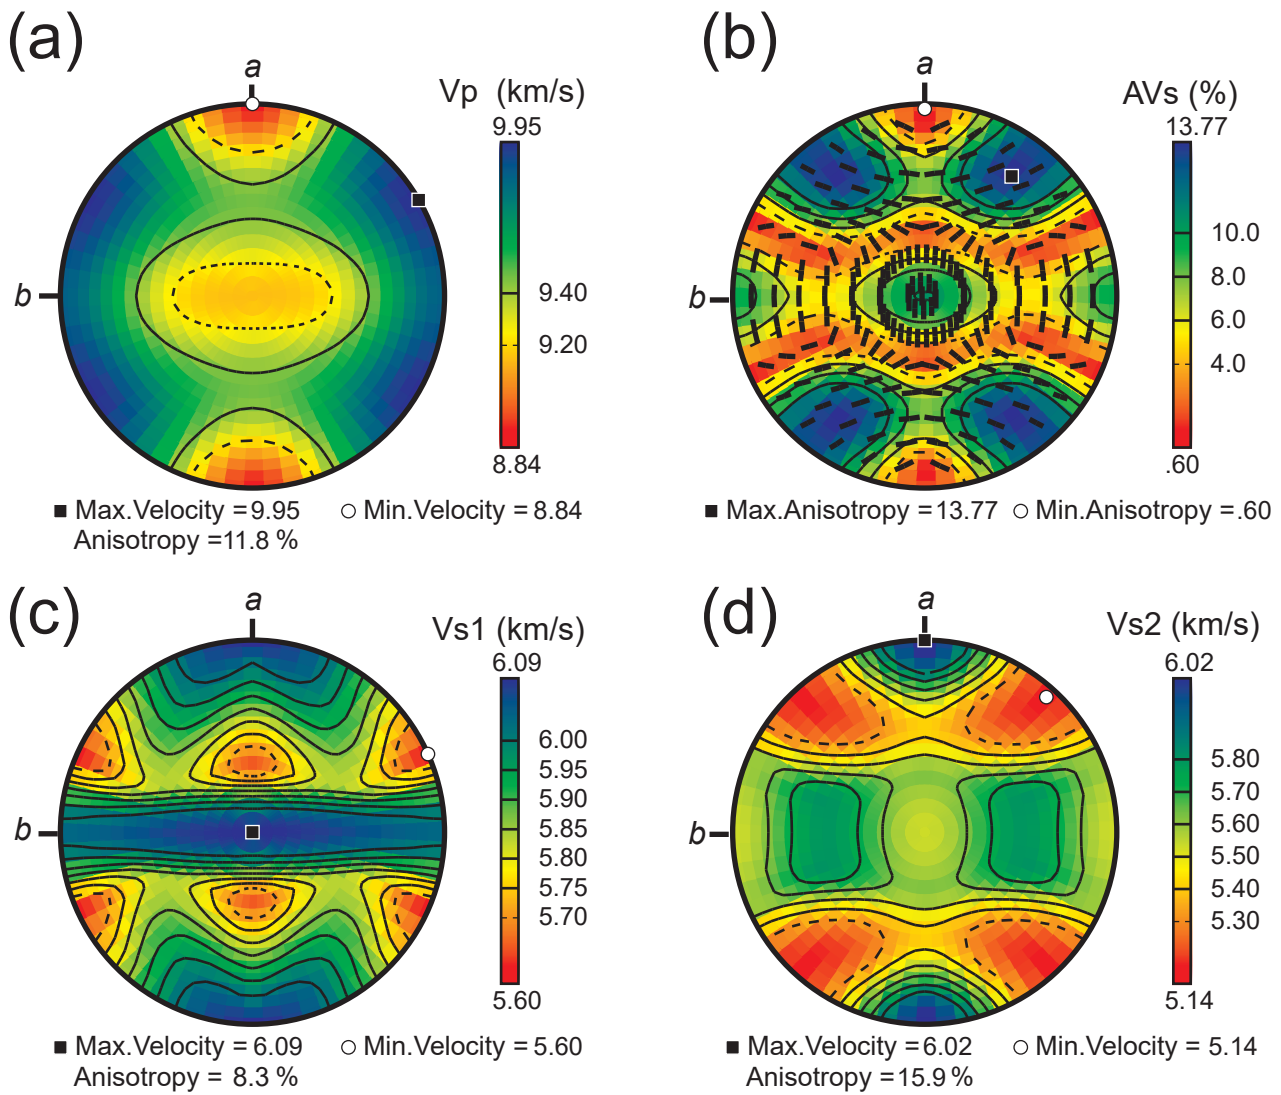 (a)
a
Vp (km/s)
9.95
b
9.40
9.20
8.84
■ Max.Velocity =9.95 ○ Min.Velocity = 8.84
Anisotropy =11.8 %
(b)
a
AVs (%)
13.77
10.0
8.0
b
6.0
4.0
.60
■ Max.Anisotropy =13.77 ○ Min.Anisotropy =.60
(c)
a
Vs1 (km/s)
6.09
6.00
5.95
5.90
b
5.85
5.80
5.75
5.70
5.60
■ Max.Velocity =6.09 ○ Min.Velocity = 5.60
Anisotropy = 8.3 %
(d)
a
Vs2 (km/s)
6.02
5.80
5.70
b
5.60
5.50
5.40
5.30
5.14
■ Max.Velocity =6.02 ○ Min.Velocity = 5.14
Anisotropy =15.9 %